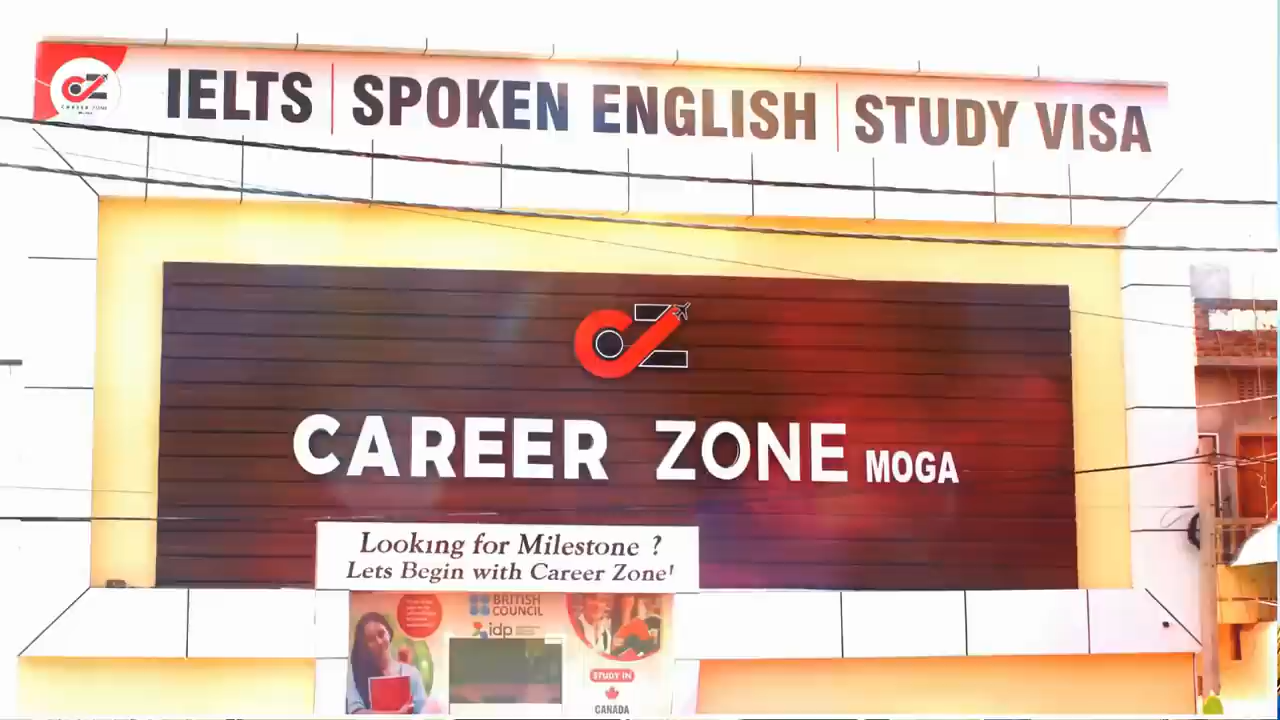 IELTS | SPOKEN ENGLISH | STUDY VISA
CAREER ZONE
CAREER ZONE MOGA
Looking for Milestone ?
Lets Begin with Career Zone!
BRITISH
COUNCIL
idp
STUDY IN
CANADA